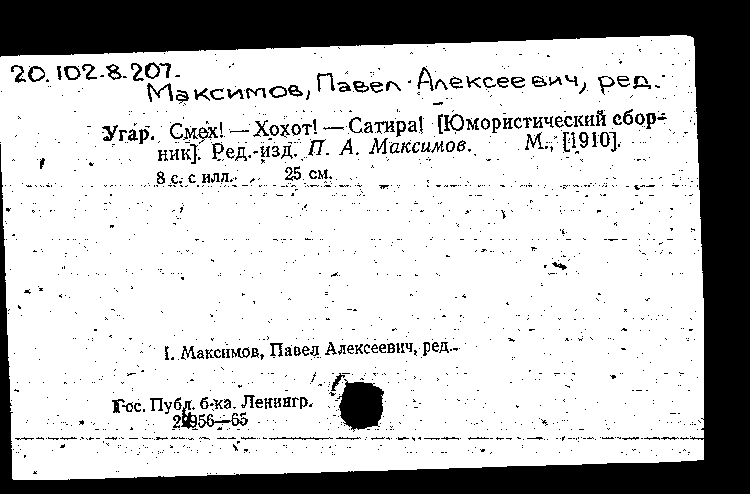 20.102-8.207.
Максимов, Павел Алексеевич, ред.
Угар. Смех! — Хохот! — Сатира! [Юмористический сбор-
ник]. Ред.-изд. П. А. Максимов. М., [1910].
8 с. с илл. 25 см.
I. Максимов, Павел Алексеевич, ред.
Гос. Публ. б-ка. Ленингр.